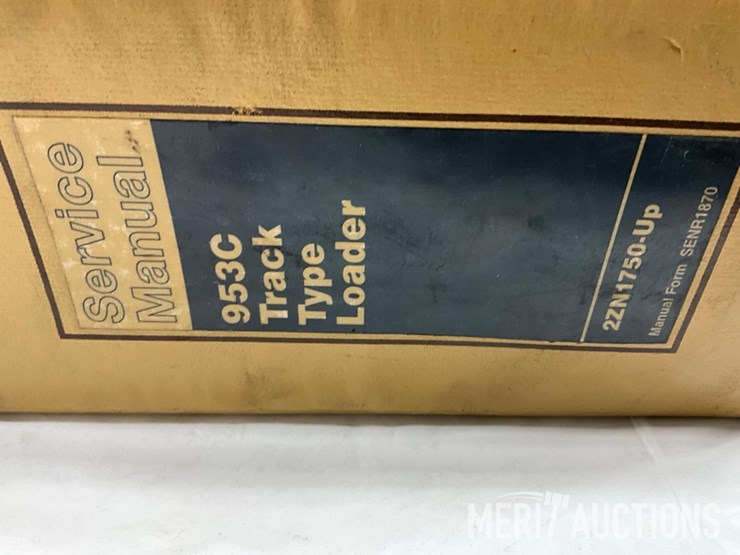 Service
Manual
953C
Track
Type
Loader
2ZN1750-Up
Manual Form SENR1870
MERIT AUCTIONS